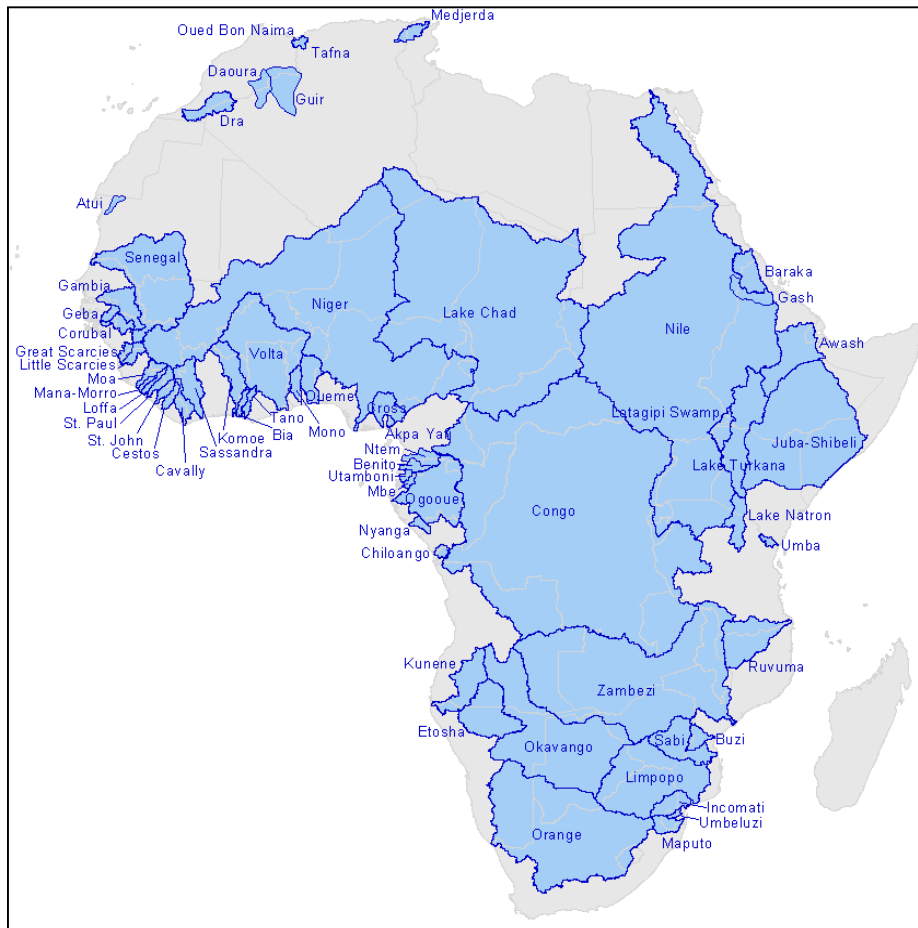 Medjerda
Oued Bon Naima
Tafna
Daoura
Guir
Dra
Atui
Senegal
Gambia
Geba
Corubal
Great Scarcies
Little Scarcies
Moa
Mana-Morro
Loffa
St. Paul
St. John
Cestos
Cavally
Sassandra
Komoe
Bia
Tano
Volta
Mono
Oueme
Niger
Cross
Akpa Yafi
Lake Chad
Nile
Baraka
Gash
Awash
Lotagipi Swamp
Juba-Shibeli
Lake Turkana
Lake Natron
Umba
Ntem
Benito
Utamboni
Mbe
Ogooue
Nyanga
Chiloango
Congo
Kunene
Etosha
Zambezi
Ruvuma
Okavango
Sabi
Buzi
Limpopo
Incomati
Umbeluzi
Maputo
Orange